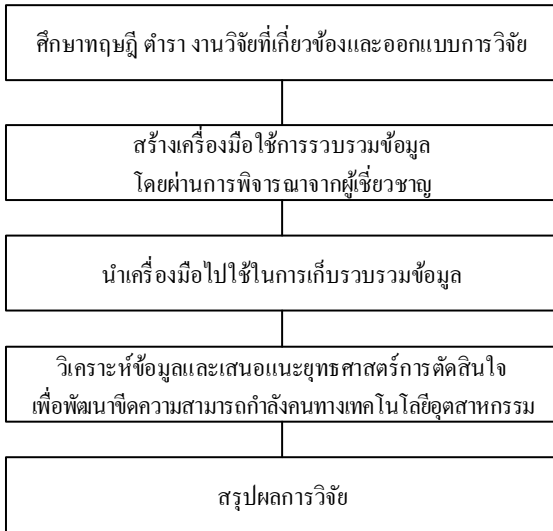 ศึกษาทฤษฎี ตำรา งานวิจัยที่เกี่ยวข้องและออกแบบการวิจัย
สร้างเครื่องมือใช้การรวบรวมข้อมูล
โดยผ่านการพิจารณาจากผู้เชี่ยวชาญ
นำเครื่องมือไปใช้ในการเก็บรวบรวมข้อมูล
วิเคราะห์ข้อมูลและเสนอแนะยุทธศาสตร์การตัดสินใจ
เพื่อพัฒนาขีดความสามารถกำลังคนทางเทคโนโลยีอุตสาหกรรม
สรุปผลการวิจัย